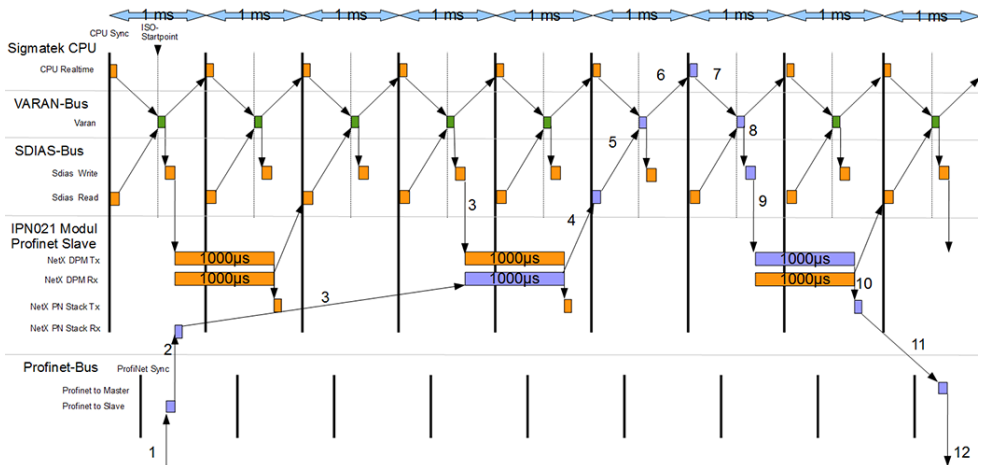 1 ms 1 ms 1 ms 1 ms 1 ms 1 ms 1 ms 1 ms 1 ms
CPU Sync
ISO-
Startpoint
Sigmatek CPU
CPU Realtime
6 7
VARAN-Bus
Varan
8
5
SDIAS-Bus
Sdias Write
Sdias Read
3 4 9
IPN021 Modul
Profinet Slave
NetX DPM Tx
1000µs 1000µs 1000µs
NetX DPM Rx
1000µs 1000µs 1000µs
10
3
NetX PN Stack Tx
NetX PN Stack Rx
2 11
Profinet-Bus
ProfiNet Sync
Profinet to Master
Profinet to Slave
1 12